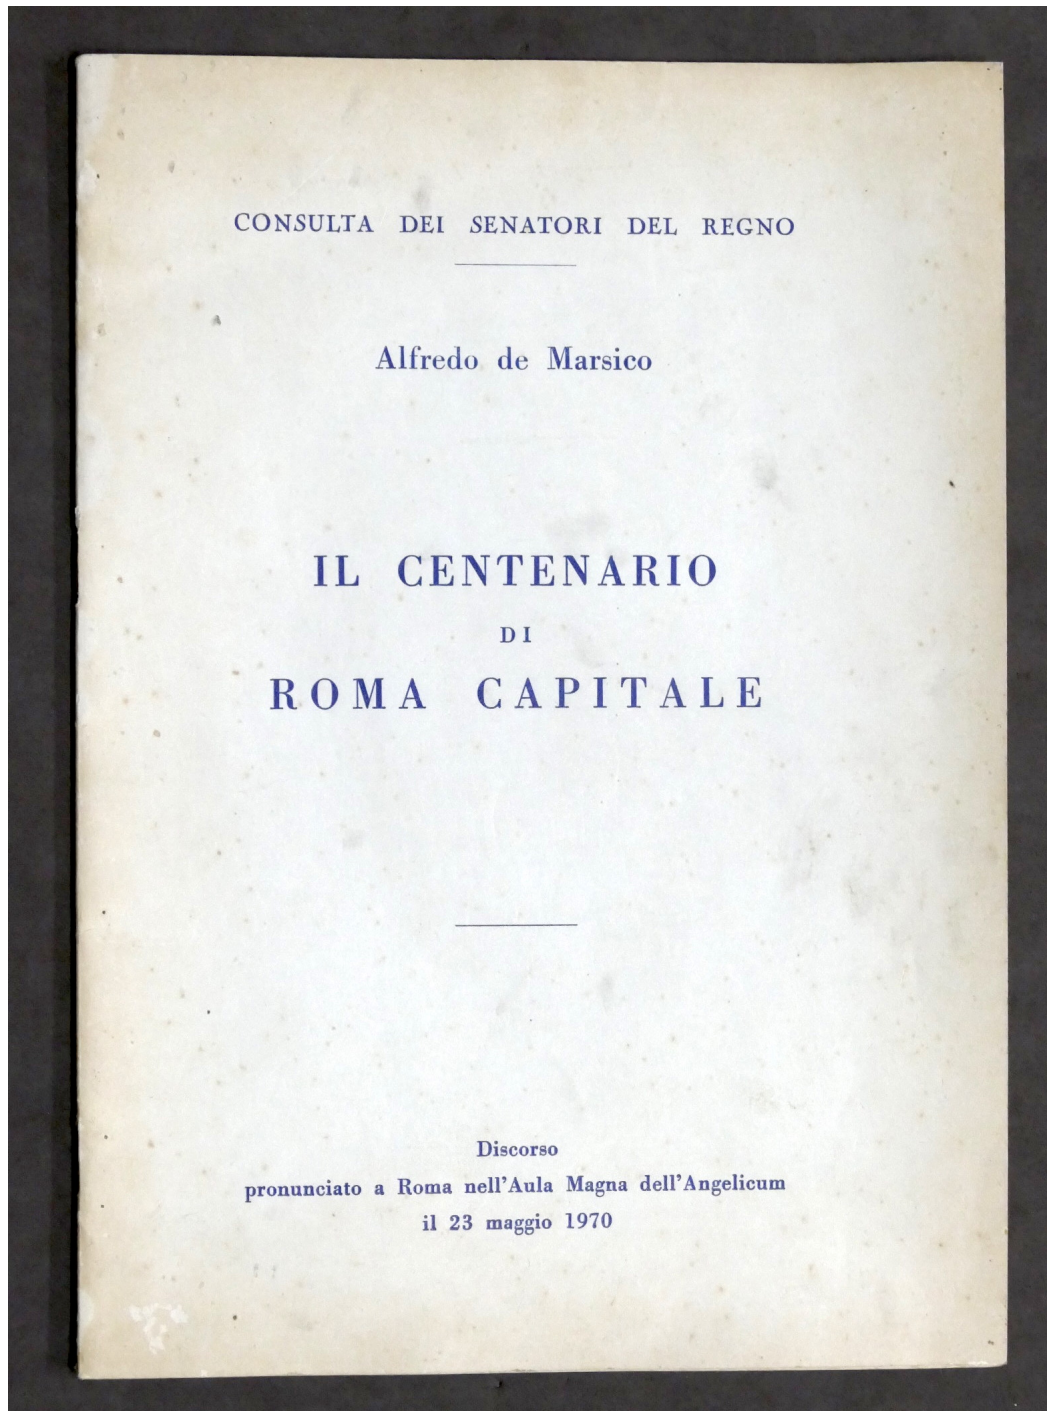 CONSULTA DEI SENATORI DEL REGNO
Alfredo de Marsico
IL CENTENARIO
DI
ROMA CAPITALE
Discorso
pronunciato a Roma nell'Aula Magna dell'Angelicum
il 23 maggio 1970